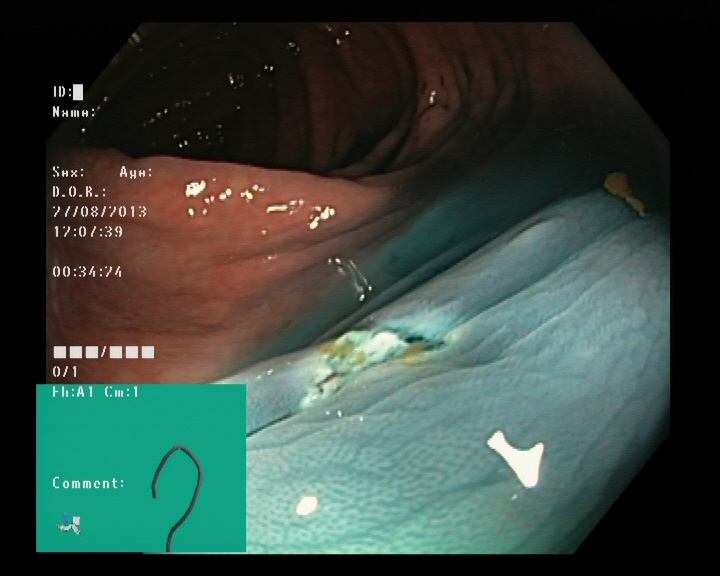 ID:
Name:
Sex: Age:
D.O.B.:
27/08/2013
12:07:39
00:34:24
0/1
Eh:A1 Cm:1
Comment: